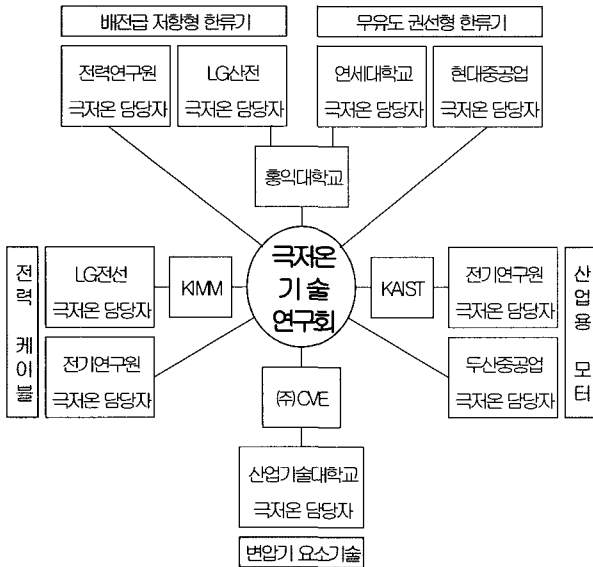 배전급 저항형 한류기
무유도 권선형 한류기
전력연구원
극저온 담당자
LG산전
극저온 담당자
연세대학교
극저온 담당자
현대중공업
극저온 담당자
홍익대학교
극저온
기 술
연구회
전력 케이블
LG전선
극저온 담당자
KIMM
KAIST
전기연구원
극저온 담당자
산업용 모터
전기연구원
극저온 담당자
두산중공업
극저온 담당자
㈜CVE
산업기술대학교
극저온 담당자
변압기 요소기술